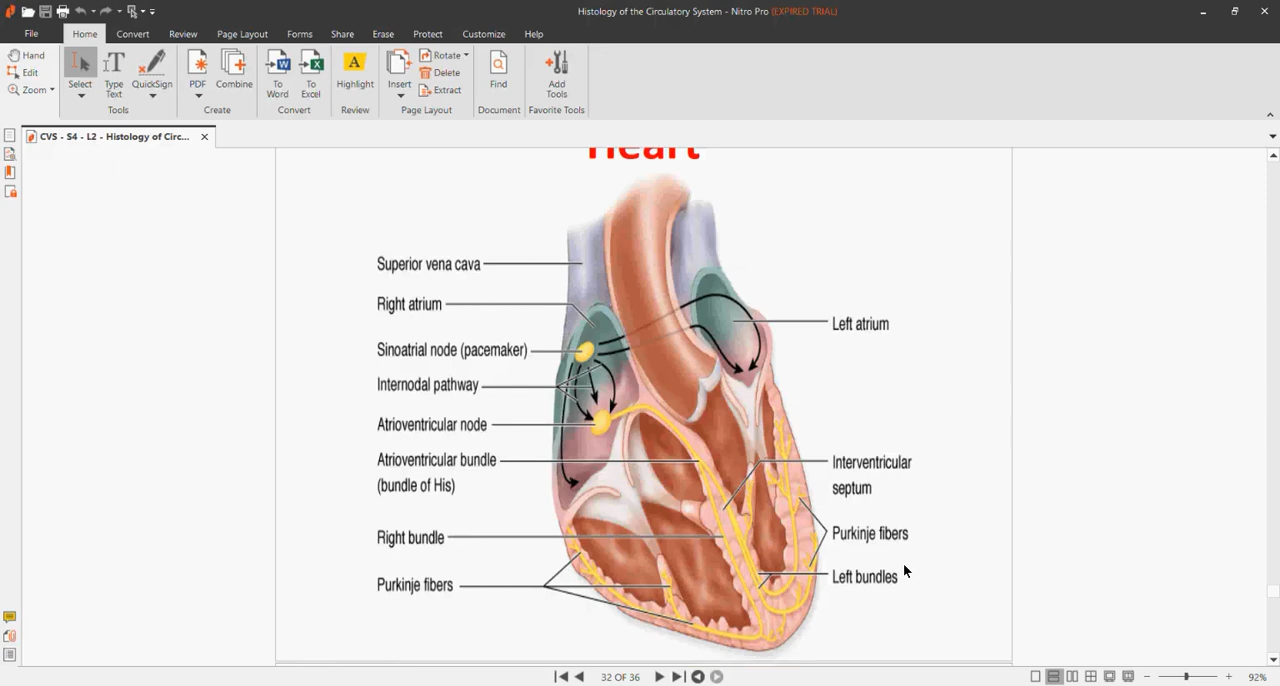 Histology of the Circulatory System - Nitro Pro (EXPIRED TRIAL)
File Home Convert Review Page Layout Forms Share Erase Protect Customize Help
Hand
Edit
Zoom
Select
Type Text
QuickSign
Tools
PDF
Combine
Create
To Word
To Excel
Convert
Highlight
Review
Insert
Rotate
Delete
Extract
Page Layout
Find
Document
Add Tools
Favorite Tools
CVS - S4 - L2 - Histology of Circ...
Heart
Superior vena cava
Right atrium
Left atrium
Sinoatrial node (pacemaker)
Internodal pathway
Atrioventricular node
Atrioventricular bundle
(bundle of His)
Interventricular
septum
Right bundle
Purkinje fibers
Purkinje fibers
Left bundles
32 OF 36
92%